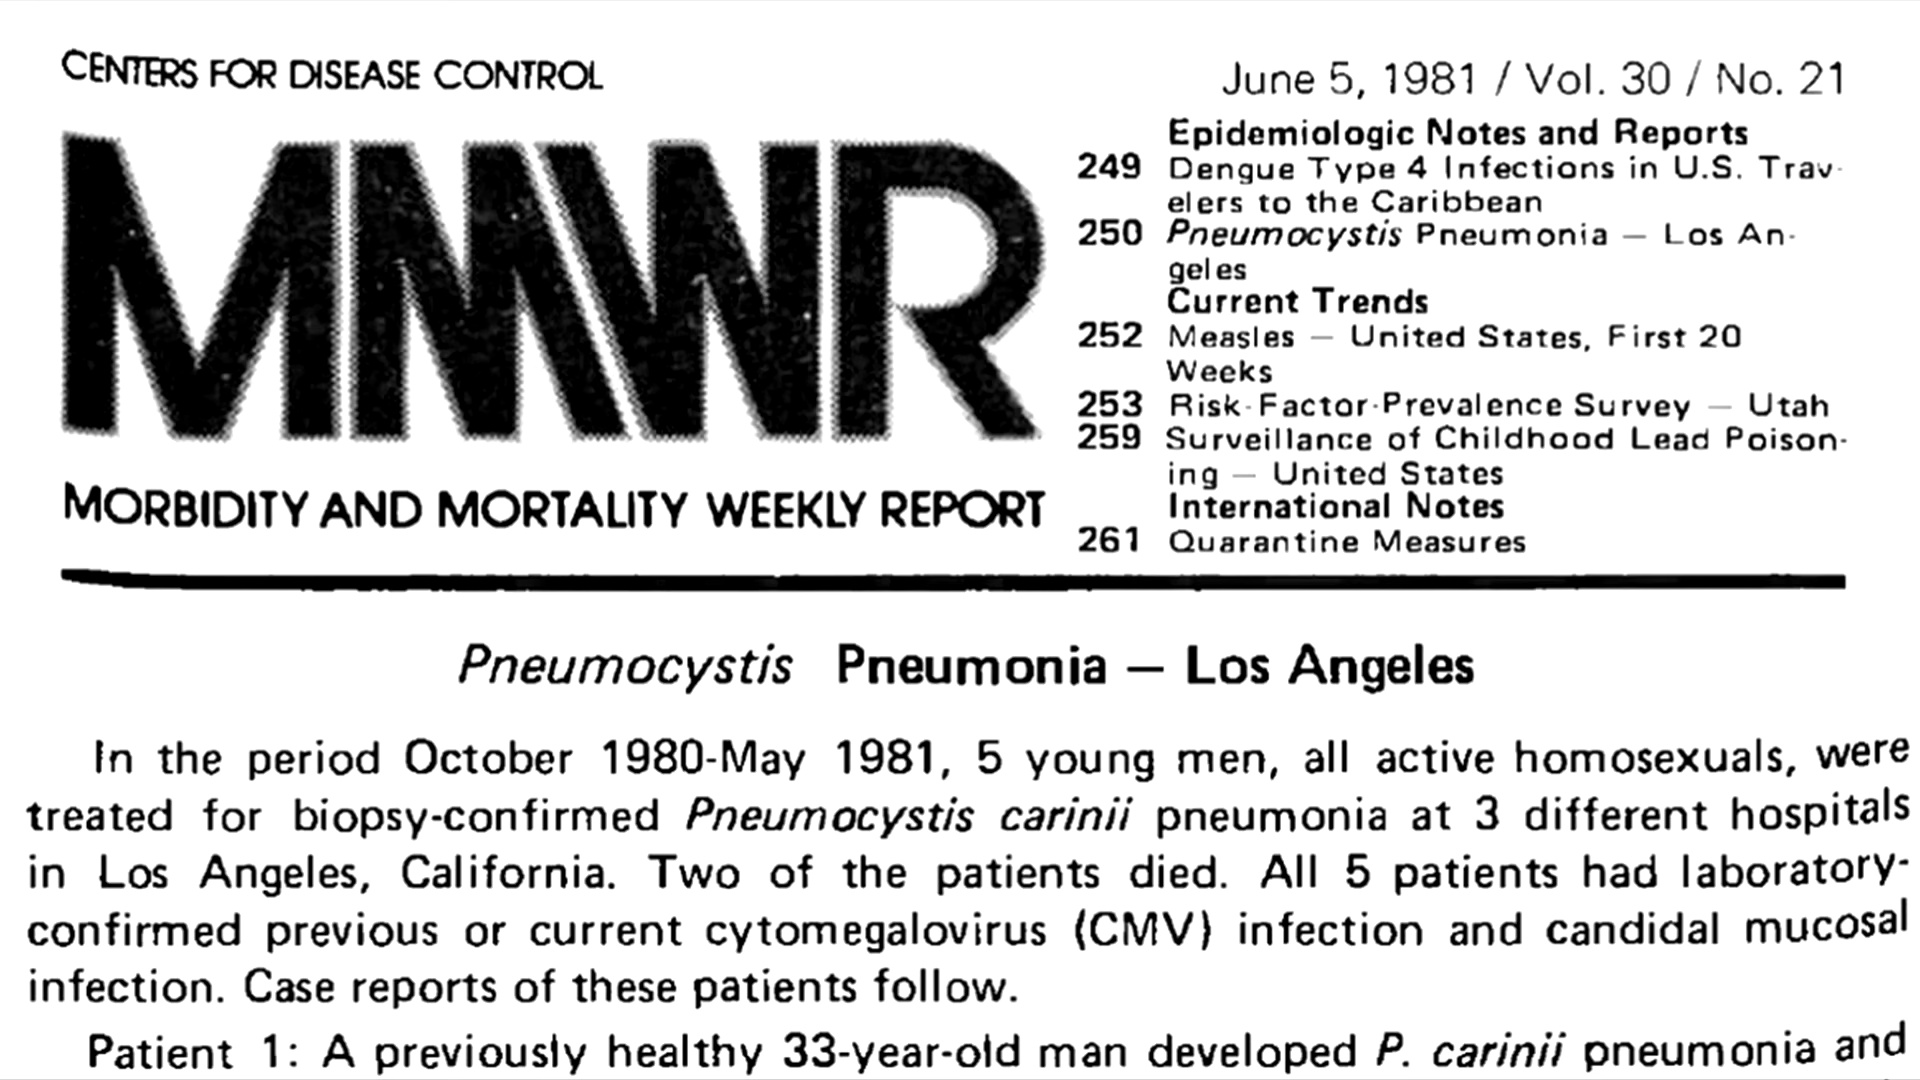 CENTERS FOR DISEASE CONTROL
June 5, 1981 / Vol. 30 / No. 21
MMWR
MORBIDITY AND MORTALITY WEEKLY REPORT
Epidemiologic Notes and Reports
249 Dengue Type 4 Infections in U.S. Trav-
elers to the Caribbean
250 Pneumocystis Pneumonia — Los An-
geles
Current Trends
252 Measles — United States, First 20
Weeks
253 Risk-Factor-Prevalence Survey — Utah
259 Surveillance of Childhood Lead Poison-
ing — United States
International Notes
261 Quarantine Measures
Pneumocystis Pneumonia — Los Angeles
In the period October 1980-May 1981, 5 young men, all active homosexuals, were
treated for biopsy-confirmed Pneumocystis carinii pneumonia at 3 different hospitals
in Los Angeles, California. Two of the patients died. All 5 patients had laboratory-
confirmed previous or current cytomegalovirus (CMV) infection and candidal mucosal
infection. Case reports of these patients follow.
Patient 1: A previously healthy 33-year-old man developed P. carinii pneumonia and